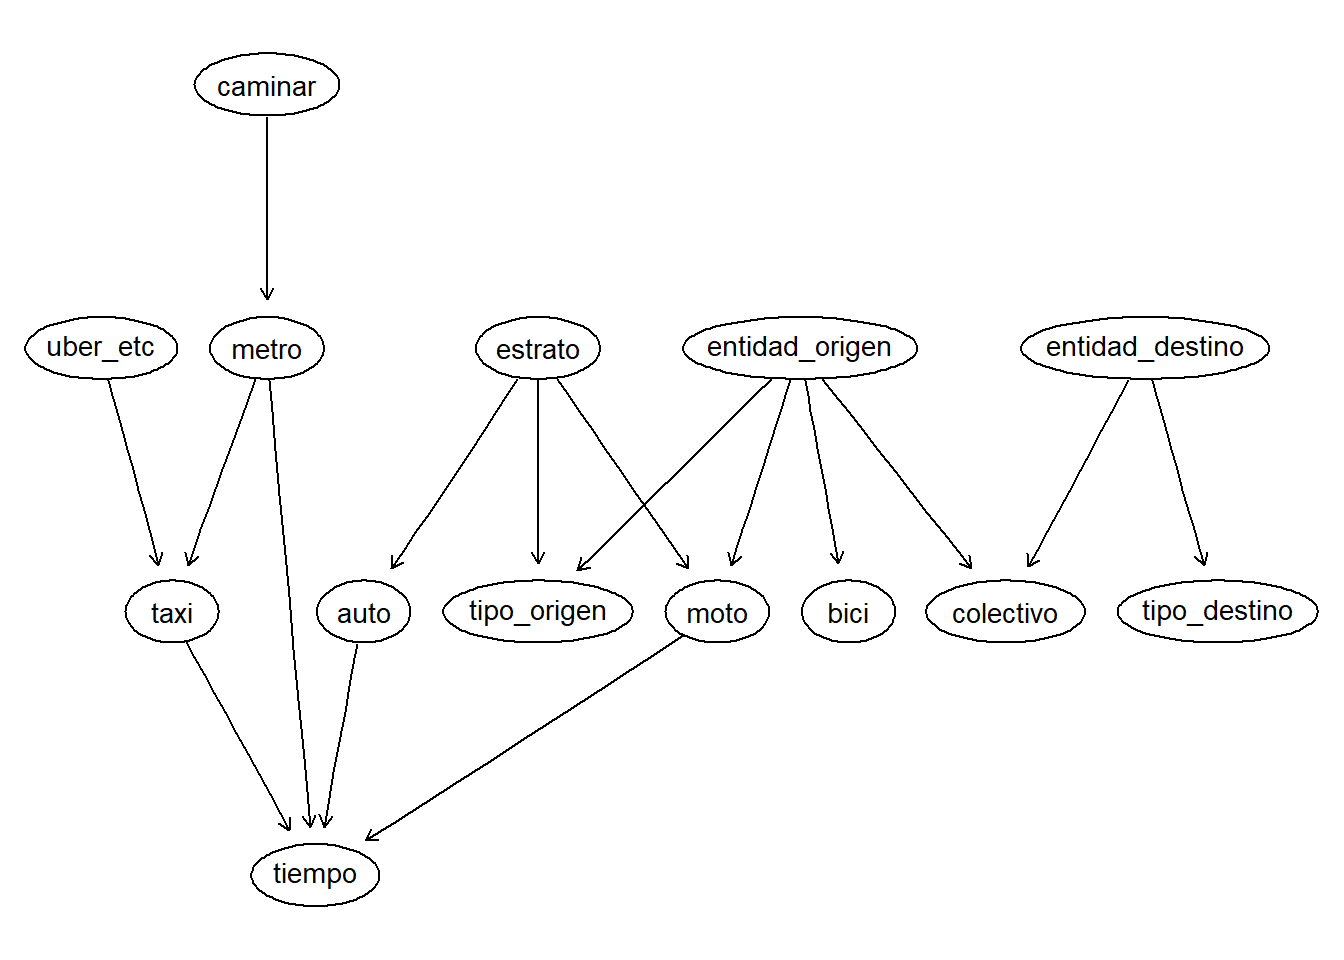 caminar
uber_etc
metro
estrato
entidad_origen
entidad_destino
taxi
auto
tipo_origen
moto
bici
colectivo
tipo_destino
tiempo